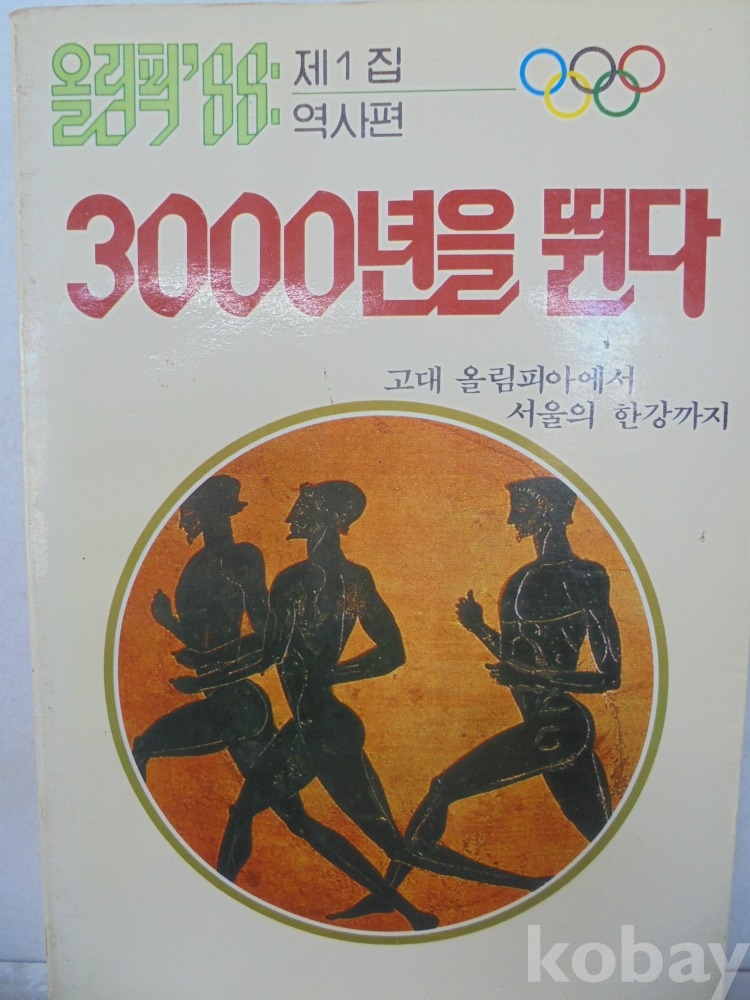 올림픽'88:
제1집
역사편
3000년을 뛴다
고대 올림피아에서
서울의 한강까지
kobay